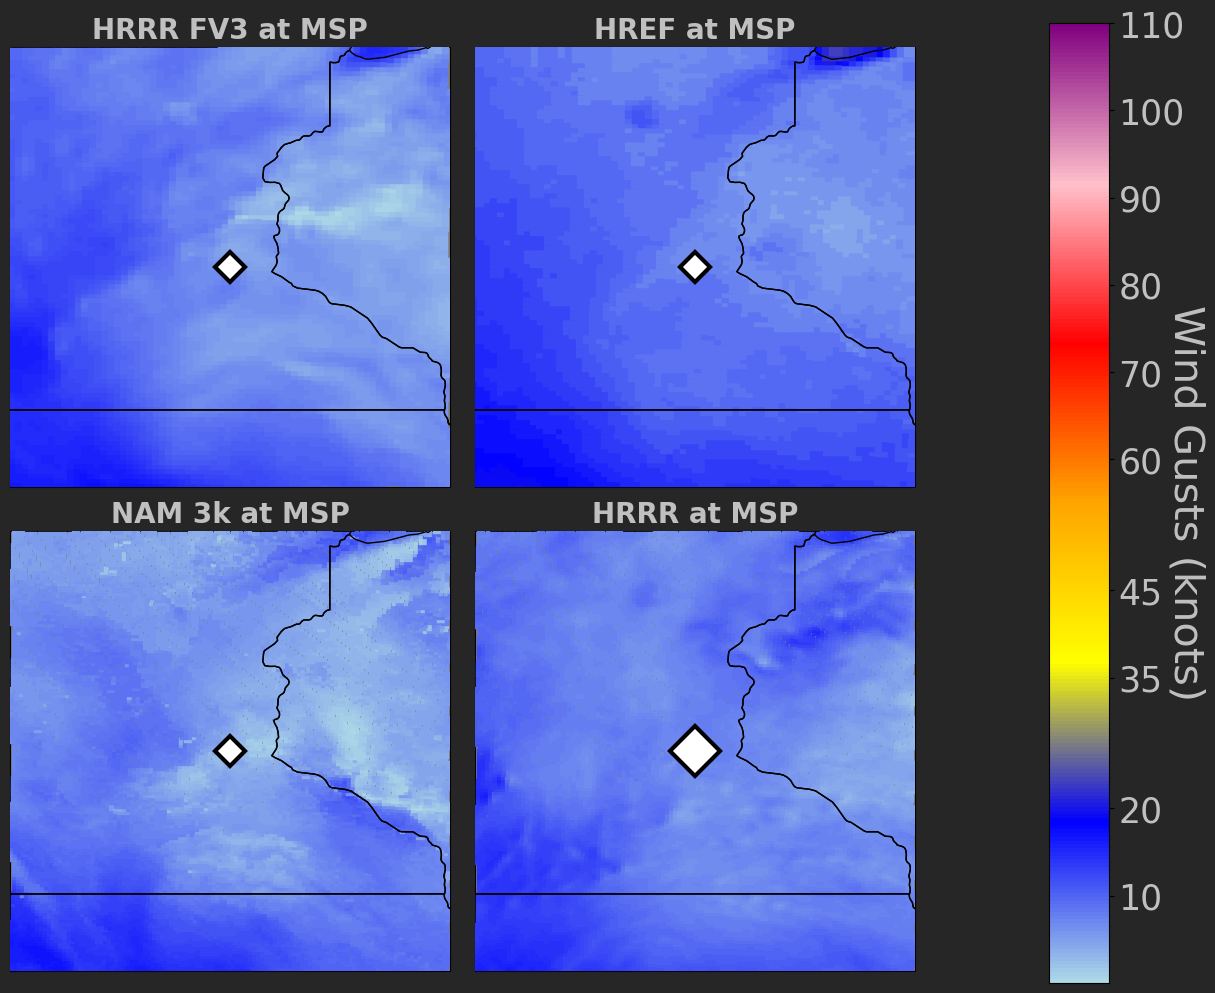 HRRR FV3 at MSP
HREF at MSP
NAM 3k at MSP
HRRR at MSP
110
100
90
80
70
60
45
35
20
10
Wind Gusts (knots)